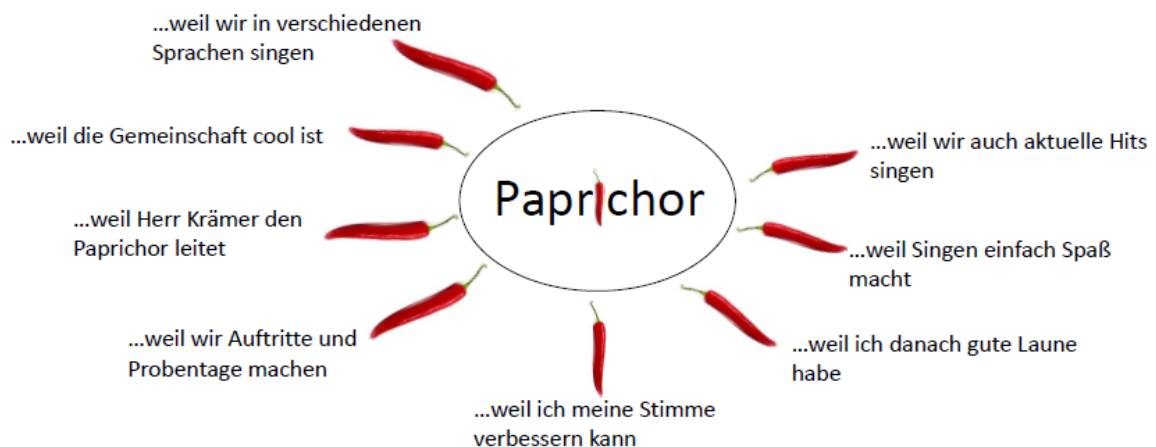 ...weil wir in verschiedenen
Sprachen singen
...weil die Gemeinschaft cool ist
...weil Herr Krämer den
Paprichor leitet
...weil wir Auftritte und
Probentage machen
Paprichor
...weil ich meine Stimme
verbessern kann
...weil wir auch aktuelle Hits
singen
...weil Singen einfach Spaß
macht
...weil ich danach gute Laune
habe